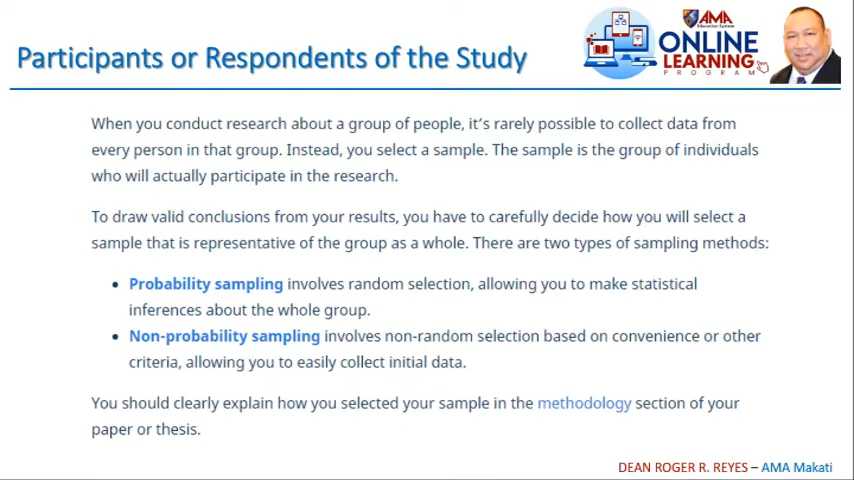 Participants or Respondents of the Study
AMA
Education System
ONLINE
LEARNING
PROGRAM
When you conduct research about a group of people, it’s rarely possible to collect data from
every person in that group. Instead, you select a sample. The sample is the group of individuals
who will actually participate in the research.
To draw valid conclusions from your results, you have to carefully decide how you will select a
sample that is representative of the group as a whole. There are two types of sampling methods:
• Probability sampling involves random selection, allowing you to make statistical
inferences about the whole group.
• Non-probability sampling involves non-random selection based on convenience or other
criteria, allowing you to easily collect initial data.
You should clearly explain how you selected your sample in the methodology section of your
paper or thesis.
DEAN ROGER R. REYES – AMA Makati